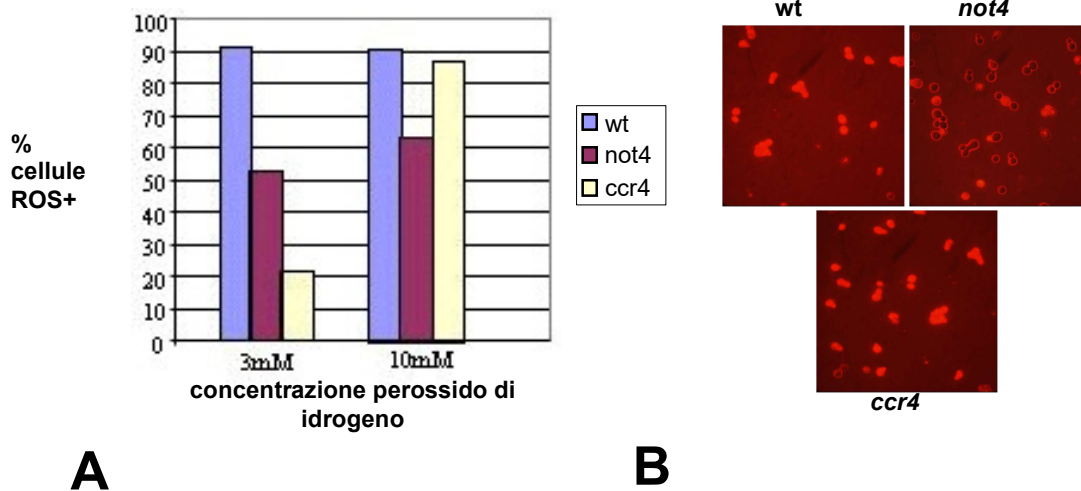 100
90
80
70
60
50
40
30
20
10
0
%
cellule
ROS+
3mM
10mM
concentrazione perossido di
idrogeno
wt
not4
ccr4
A
wt
not4
ccr4
B